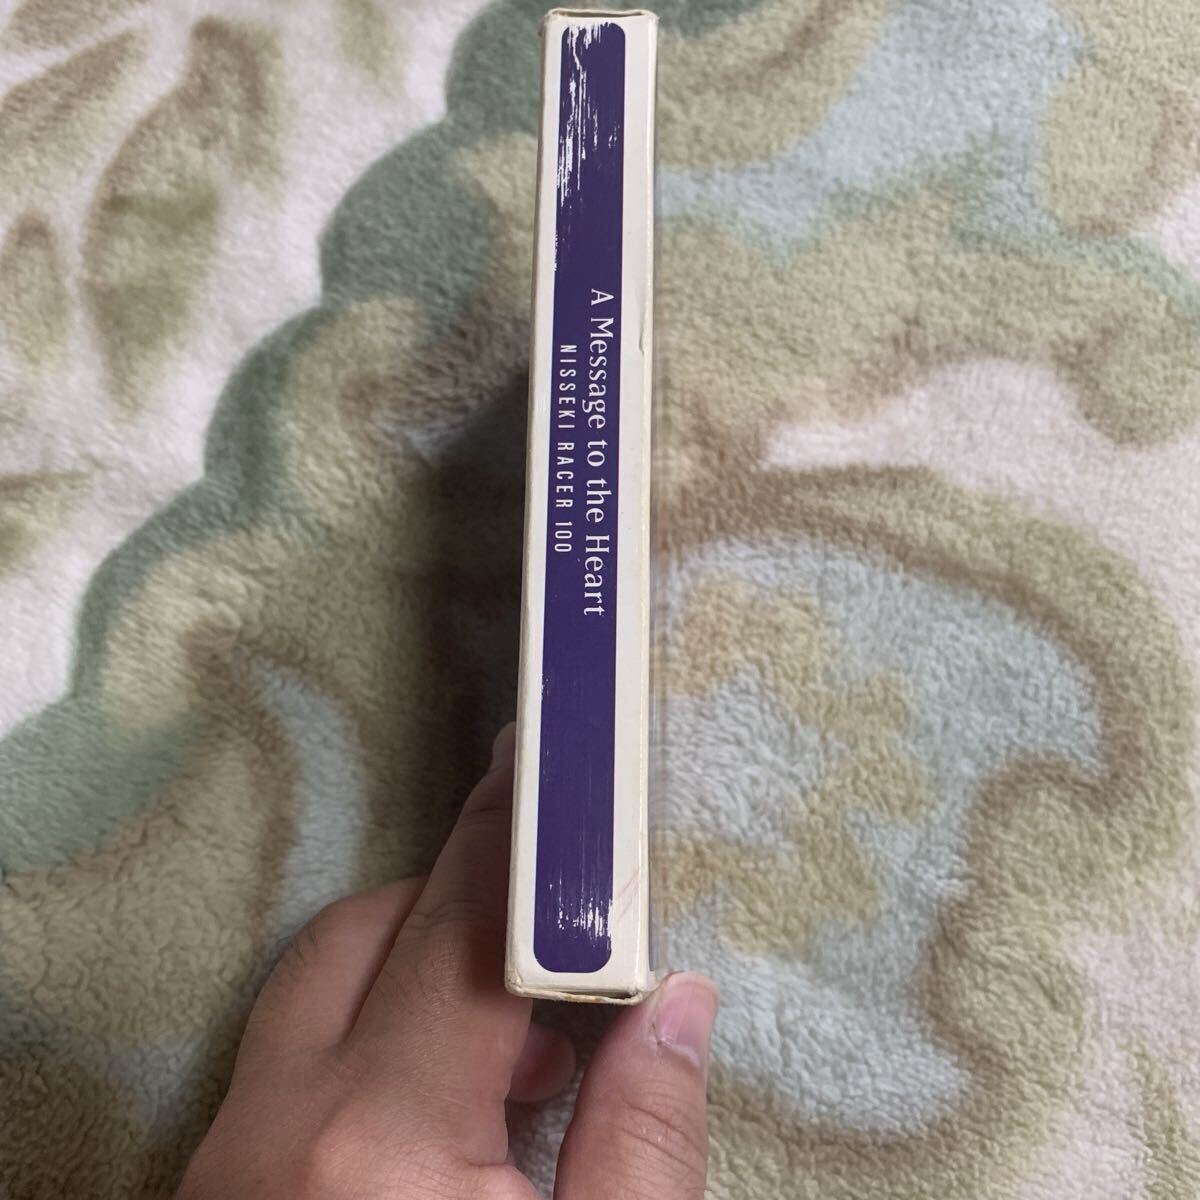 A Message to the Heart
NISSEKI RACER 100